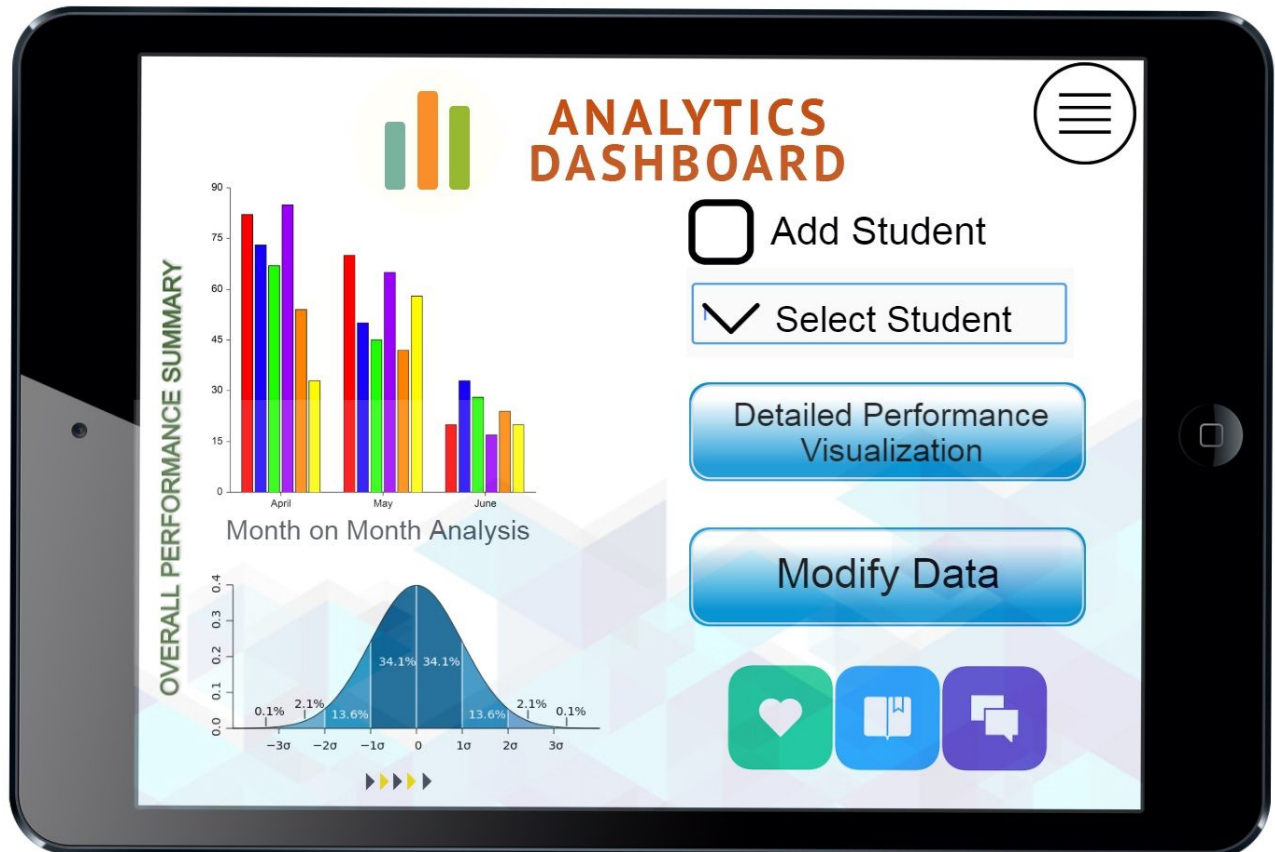 ANALYTICS
DASHBOARD
OVERALL PERFORMANCE SUMMARY
90
75
60
45
30
15
0
April May June
Month on Month Analysis
0.4
0.3
0.2
0.1
0.0
34.1% 34.1%
0.1% 2.1% 13.6% 13.6% 2.1% 0.1%
−3σ −2σ −1σ 0 1σ 2σ 3σ
Add Student
Select Student
Detailed Performance
Visualization
Modify Data